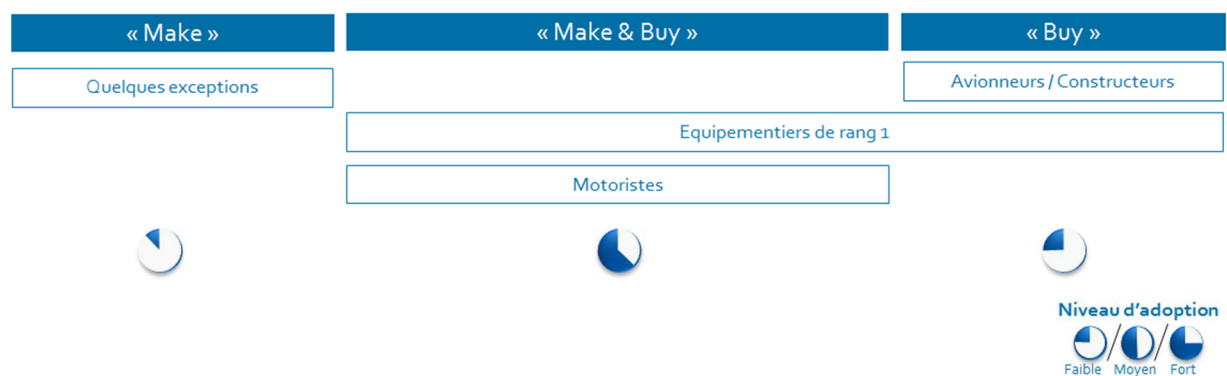 « Make »
« Make & Buy »
« Buy »
Quelques exceptions
Avionneurs / Constructeurs
Equipementiers de rang 1
Motoristes
Niveau d'adoption
Faible Moyen Fort